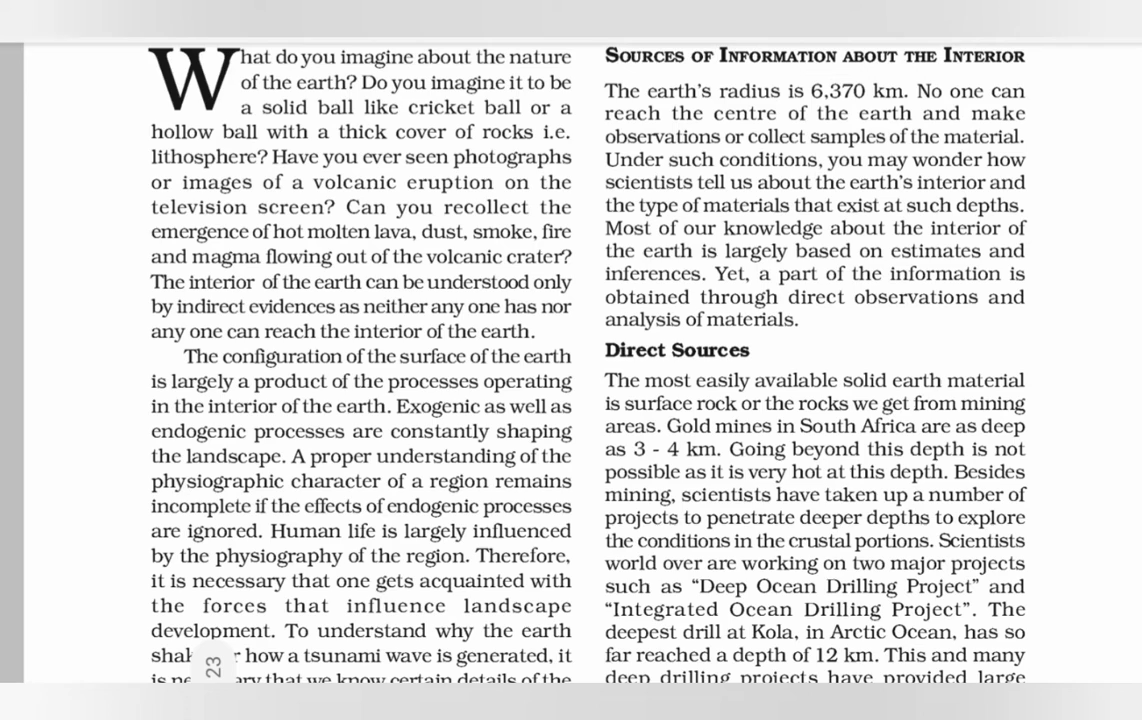 What do you imagine about the nature
of the earth? Do you imagine it to be
a solid ball like cricket ball or a
hollow ball with a thick cover of rocks i.e.
lithosphere? Have you ever seen photographs
or images of a volcanic eruption on the
television screen? Can you recollect the
emergence of hot molten lava, dust, smoke, fire
and magma flowing out of the volcanic crater?
The interior of the earth can be understood only
by indirect evidences as neither any one has nor
any one can reach the interior of the earth.
The configuration of the surface of the earth
is largely a product of the processes operating
in the interior of the earth. Exogenic as well as
endogenic processes are constantly shaping
the landscape. A proper understanding of the
physiographic character of a region remains
incomplete if the effects of endogenic processes
are ignored. Human life is largely influenced
by the physiography of the region. Therefore,
it is necessary that one gets acquainted with
the forces that influence landscape
development. To understand why the earth
how a tsunami wave is generated, it
that we know certain details of the
23
SOURCES OF INFORMATION ABOUT THE INTERIOR
The earth's radius is 6,370 km. No one can
reach the centre of the earth and make
observations or collect samples of the material.
Under such conditions, you may wonder how
scientists tell us about the earth's interior and
the type of materials that exist at such depths.
Most of our knowledge about the interior of
the earth is largely based on estimates and
inferences. Yet, a part of the information is
obtained through direct observations and
analysis of materials.
Direct Sources
The most easily available solid earth material
is surface rock or the rocks we get from mining
areas. Gold mines in South Africa are as deep
as 3 - 4 km. Going beyond this depth is not
possible as it is very hot at this depth. Besides
mining, scientists have taken up a number of
projects to penetrate deeper depths to explore
the conditions in the crustal portions. Scientists
world over are working on two major projects
such as “Deep Ocean Drilling Project” and
“Integrated Ocean Drilling Project”. The
deepest drill at Kola, in Arctic Ocean, has so
far reached a depth of 12 km. This and many
deep drilling projects have provided large